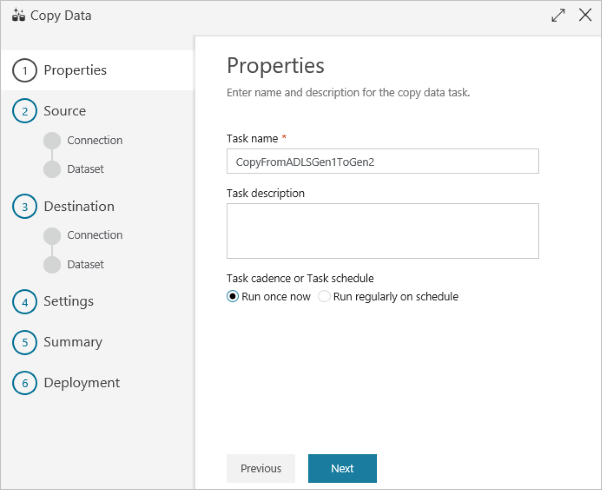 Copy Data
1 Properties
2 Source
Connection
Dataset
3 Destination
Connection
Dataset
4 Settings
5 Summary
6 Deployment
Properties
Enter name and description for the copy data task.
Task name *
CopyFromADLSGen1ToGen2
Task description
Task cadence or Task schedule
Run once now Run regularly on schedule
Previous Next